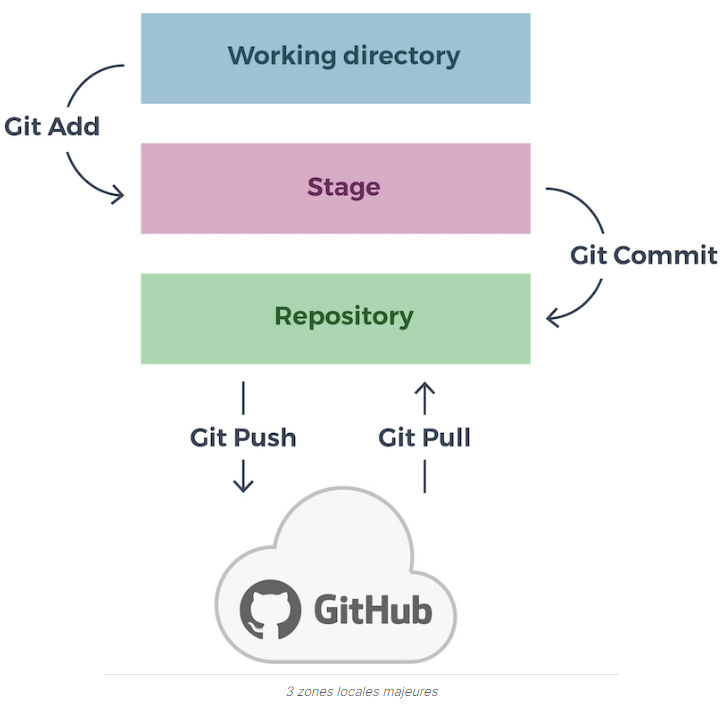 Working directory
Git Add
Stage
Git Commit
Repository
Git Push
Git Pull
GitHub
3 zones locales majeures